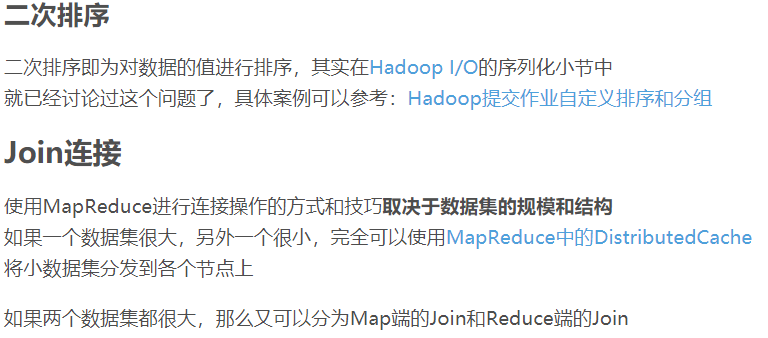 二次排序
二次排序即为对数据的值进行排序，其实在Hadoop I/O的序列化小节中
就已经讨论过这个问题了，具体案例可以参考：Hadoop提交作业自定义排序和分组
Join连接
使用MapReduce进行连接操作的方式和技巧取决于数据集的规模和结构
如果一个数据集很大，另外一个很小，完全可以使用MapReduce中的DistributedCache
将小数据集分发到各个节点上
如果两个数据集都很大，那么又可以分为Map端的Join和Reduce端的Join